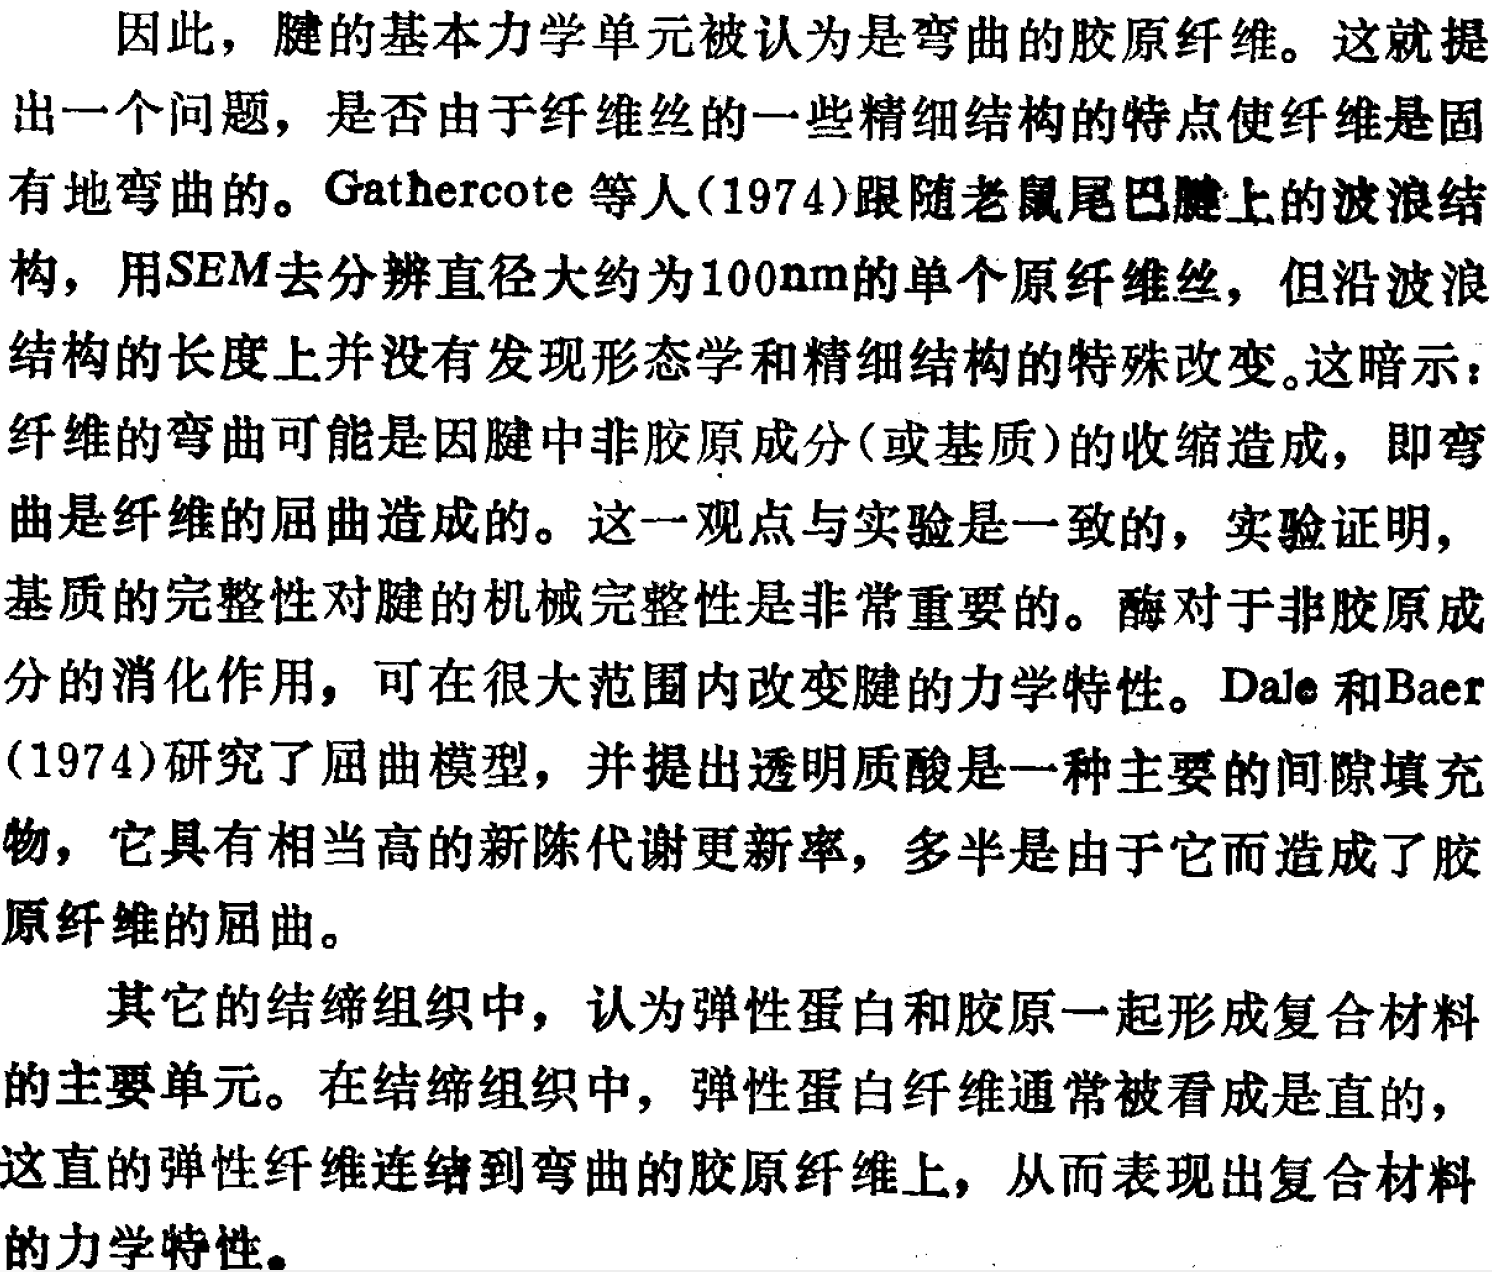 因此，腱的基本力学单元被认为是弯曲的胶原纤维。这就提
出一个问题，是否由于纤维丝的一些精细结构的特点使纤维是固
有地弯曲的。Gathercote 等人(1974)跟随老鼠尾巴腱上的波浪结
构，用SEM去分辨直径大约为100nm的单个原纤维丝，但沿波浪
结构的长度上并没有发现形态学和精细结构的特殊改变。这暗示：
纤维的弯曲可能是因腱中非胶原成分(或基质)的收缩造成，即弯
曲是纤维的屈曲造成的。这一观点与实验是一致的，实验证明，
基质的完整性对腱的机械完整性是非常重要的。酶对于非胶原成
分的消化作用，可在很大范围内改变腱的力学特性。Dale 和Baer
(1974)研究了屈曲模型，并提出透明质酸是一种主要的间隙填充
物，它具有相当高的新陈代谢更新率，多半是由于它而造成了胶
原纤维的屈曲。
其它的结缔组织中，认为弹性蛋白和胶原一起形成复合材料
的主要单元。在结缔组织中，弹性蛋白纤维通常被看成是直的，
这直的弹性纤维连结到弯曲的胶原纤维上，从而表现出复合材料
的力学特性。